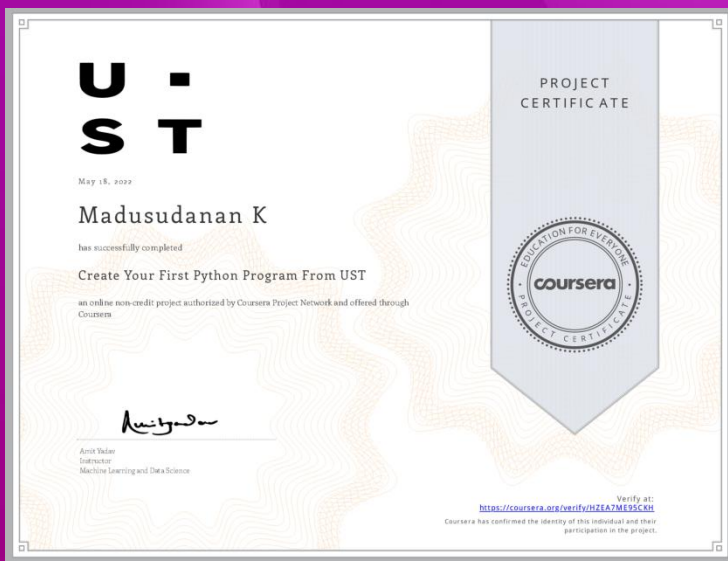 U ·
S T
May 18, 2022
Madusudanan K
has successfully completed
Create Your First Python Program From UST
an online non-credit project authorized by Coursera Project Network and offered through
Coursera
Amit Yadav
Instructor
Machine Learning and Data Science
PROJECT
CERTIFICATE
EDUCATION FOR EVERYONE
coursera
PROJECT CERTIFICATE
Verify at:
https://coursera.org/verify/HZEA7ME95CKH
Coursera has confirmed the identity of this individual and their
participation in the project.